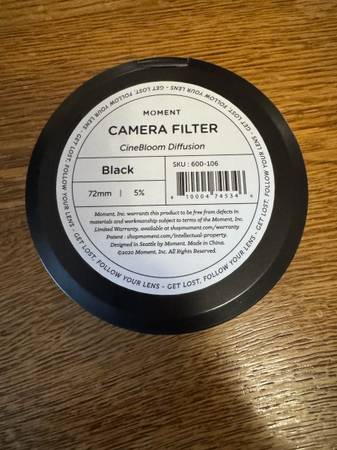 GET LOST. FOLLOW YOUR LENS - GET LOST. FOLLOW YOUR LENS - GET LOST. FOLLOW YOUR LENS - GET LOST. FOLLOW YOUR LENS -
MOMENT
CAMERA FILTER
CineBloom Diffusion
Black
SKU : 600-106
72mm | 5%
10004 74534
Moment, Inc. warrants this product to be free from defects in
materials and workmanship subject to terms of the Moment, Inc.
Limited Warranty, available at shopmoment.com/warranty
Patent : shopmoment.com/intellectual-property.
Designed in Seattle by Moment. Made in China.
©2020 Moment, Inc. All Rights Reserved.